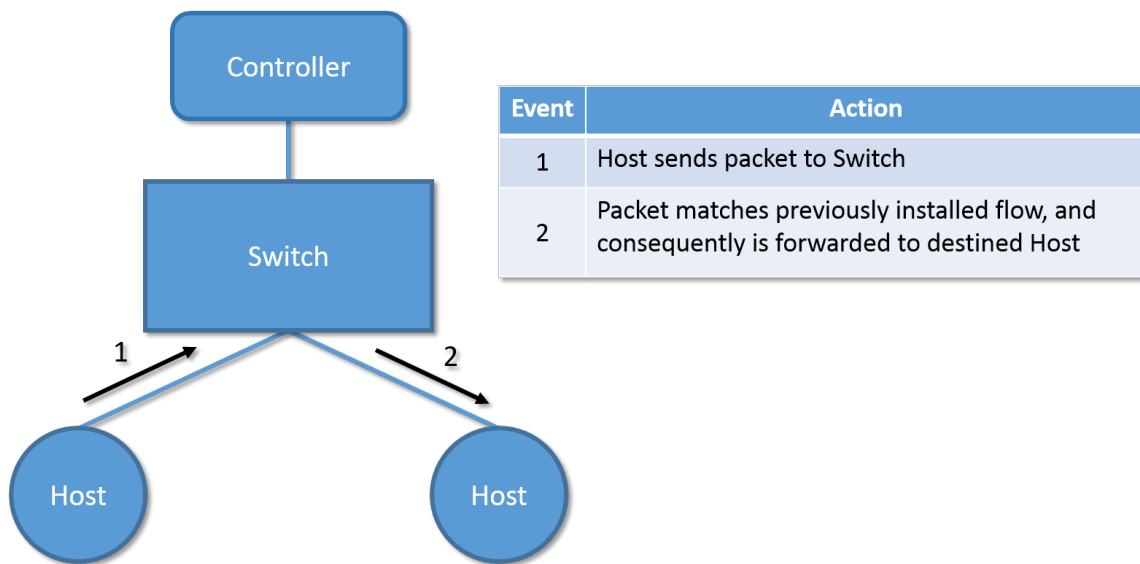 Controller
Event Action
1 Host sends packet to Switch
2 Packet matches previously installed flow, and
consequently is forwarded to destined Host
Switch
1
2
Host
Host